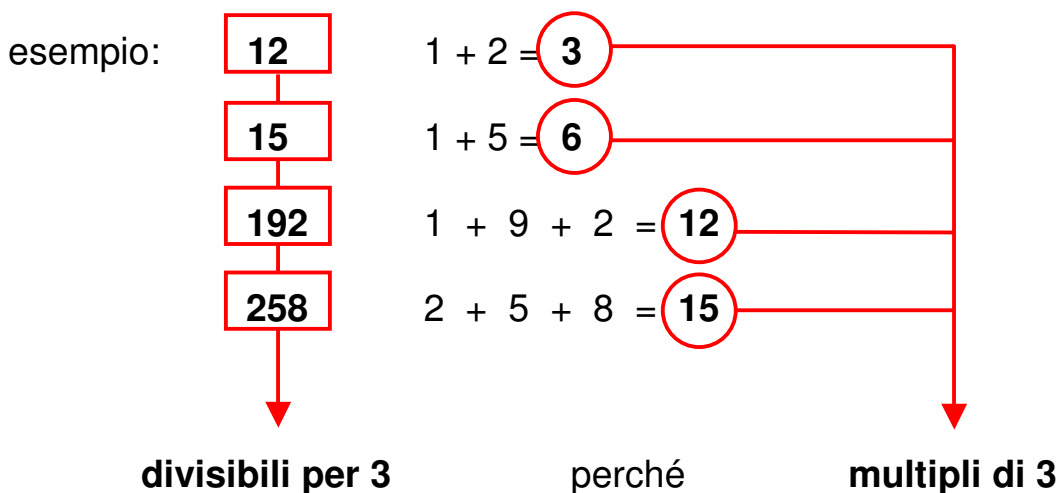 esempio: 12 1 + 2 = 3
15 1 + 5 = 6
192 1 + 9 + 2 = 12
258 2 + 5 + 8 = 15
divisibili per 3 perché multipli di 3